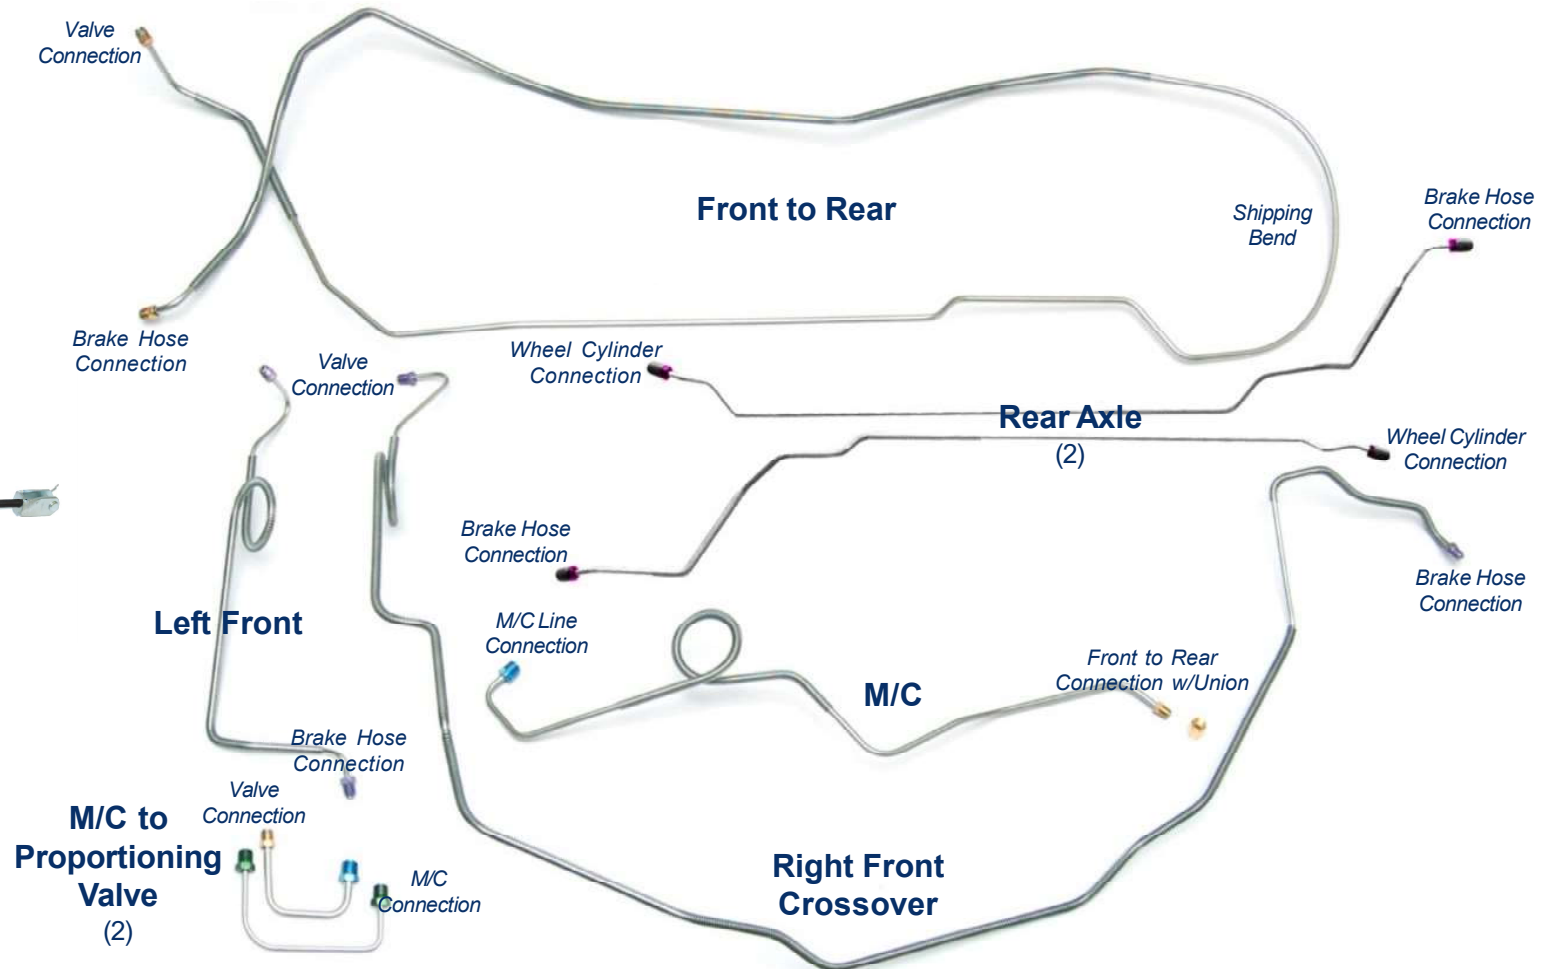 Valve
Connection
Front to Rear
Shipping
Bend
Brake Hose
Connection
Brake Hose
Connection
Valve
Connection
Wheel Cylinder
Connection
Rear Axle
(2)
Wheel Cylinder
Connection
Brake Hose
Connection
Brake Hose
Connection
Left Front
M/C Line
Connection
M/C
Front to Rear
Connection w/Union
Brake Hose
Connection
Valve
Connection
M/C to
Proportioning
Valve
(2)
M/C
Connection
Right Front
Crossover